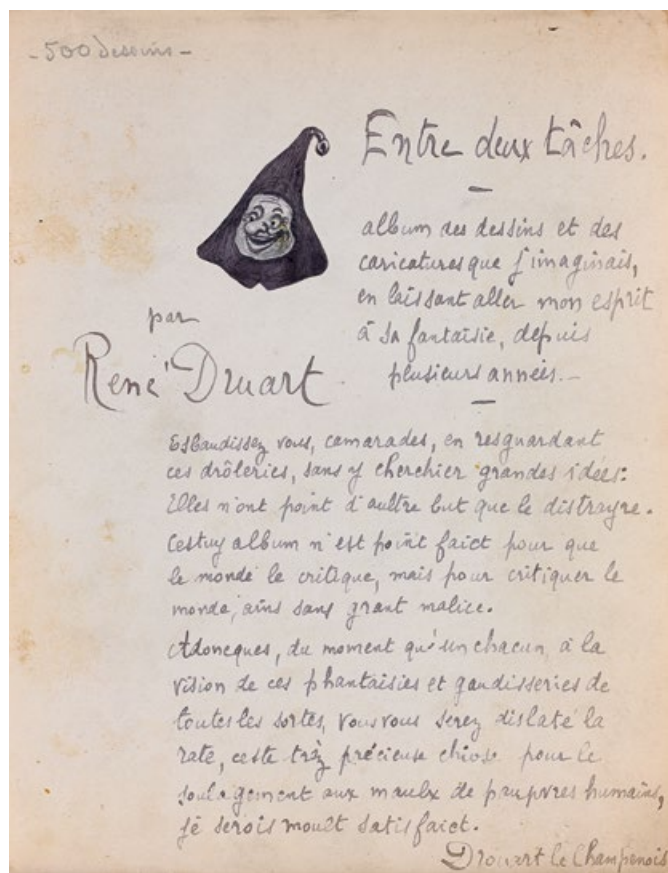 - 500 dessins -
Entre deux tâches.
album des dessins et des
caricatures que j'imaginais,
en laissant aller mon esprit
à sa fantaisie, depuis
plusieurs années. -
par
René Druart
Esbaudissez vous, camarades, en resguardant
ces drôleries, sans y cherchier grandes idées:
Elles n'ont point d'aultre but que le distrayre.
Cestuy album n'est point faict pour que
le monde le critique, mais pour critiquer le
monde, ains sans grant malice.
Adoncques, du moment qu'un chacun, à la
vision de ces phantaisies et gaudisseries de
toutes les sortes, vous vous serez dislaté la
rate, ceste trèz précieuse chose pour le
soulagement aux maulx de paupvres humains,
je serois moult satisfaict.
Drouart le Champenois